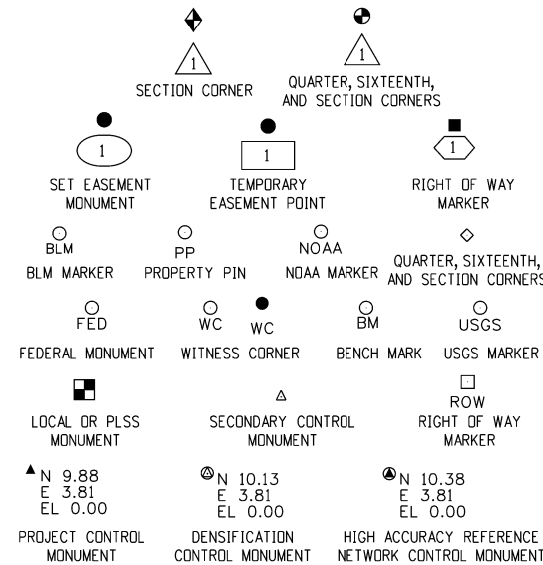 1
1
SECTION CORNER
QUARTER, SIXTEENTH,
AND SECTION CORNERS
1
1
1
SET EASEMENT
MONUMENT
TEMPORARY
EASEMENT POINT
RIGHT OF WAY
MARKER
BLM
BLM MARKER
PP
PROPERTY PIN
NOAA
NOAA MARKER
QUARTER, SIXTEENTH,
AND SECTION CORNERS
FED
FEDERAL MONUMENT
WC
WC
WITNESS CORNER
BM
BENCH MARK
USGS
USGS MARKER
LOCAL OR PLSS
MONUMENT
SECONDARY CONTROL
MONUMENT
ROW
RIGHT OF WAY
MARKER
N 9.88
E 3.81
EL 0.00
PROJECT CONTROL
MONUMENT
N 10.13
E 3.81
EL 0.00
DENSIFICATION
CONTROL MONUMENT
N 10.38
E 3.81
EL 0.00
HIGH ACCURACY REFERENCE
NETWORK CONTROL MONUMENT